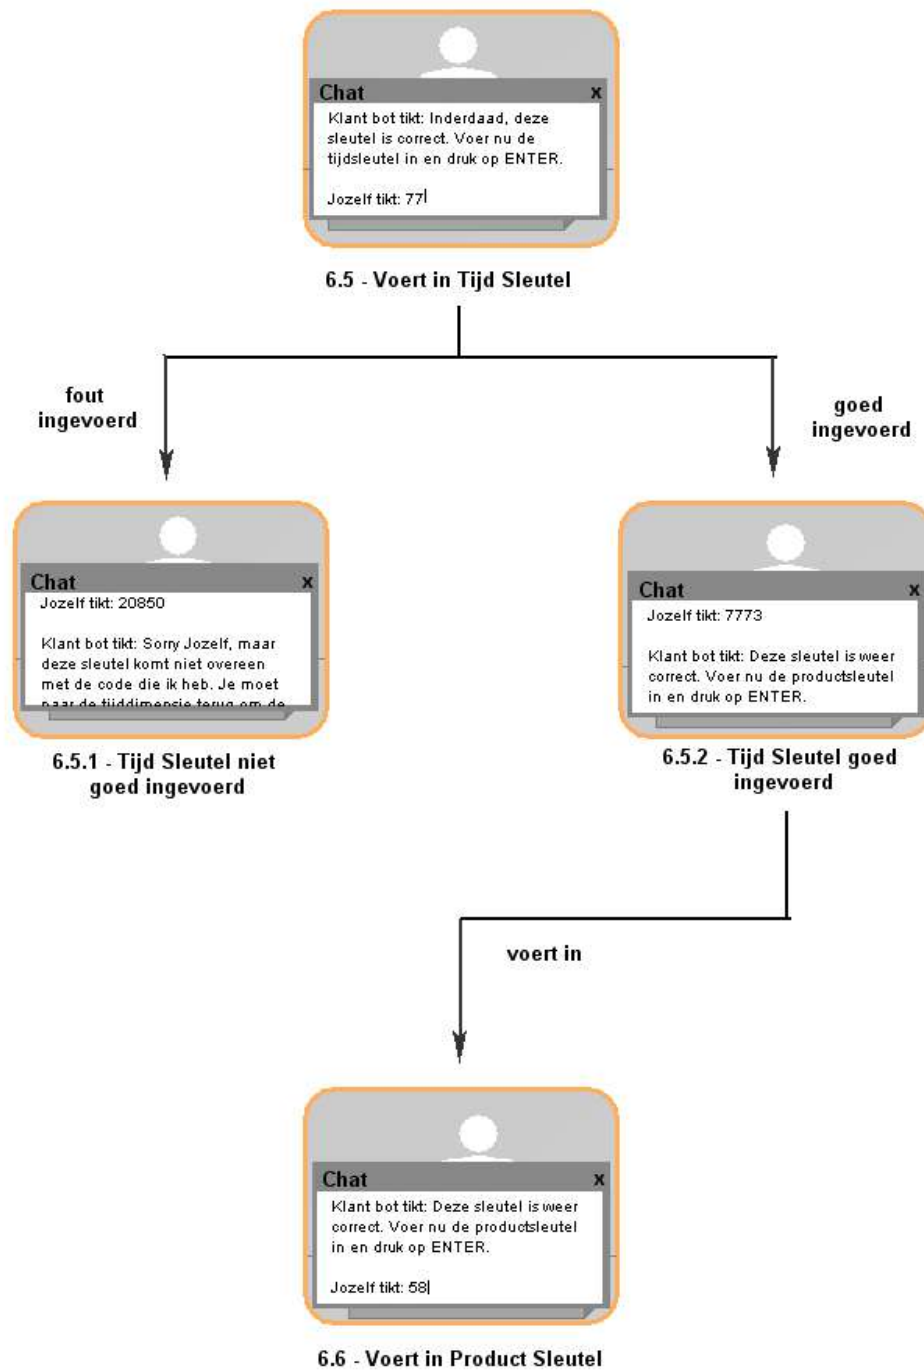 Chat x
Klant bot tikt: Inderdaad, deze
sleutel is correct. Voer nu de
tijdsleutel in en druk op ENTER.
Jozelf tikt: 77
6.5 - Voert in Tijd Sleutel
fout
ingevoerd
goed
ingevoerd
Chat x
Jozelf tikt: 20850
Klant bot tikt: Sorry Jozelf, maar
deze sleutel komt niet overeen
met de code die ik heb. Je moet
naar de tijddimensie terug om de
6.5.1 - Tijd Sleutel niet
goed ingevoerd
Chat x
Jozelf tikt: 7773
Klant bot tikt: Deze sleutel is weer
correct. Voer nu de productsleutel
in en druk op ENTER.
6.5.2 - Tijd Sleutel goed
ingevoerd
voert in
Chat x
Klant bot tikt: Deze sleutel is weer
correct. Voer nu de productsleutel
in en druk op ENTER.
Jozelf tikt: 58
6.6 - Voert in Product Sleutel